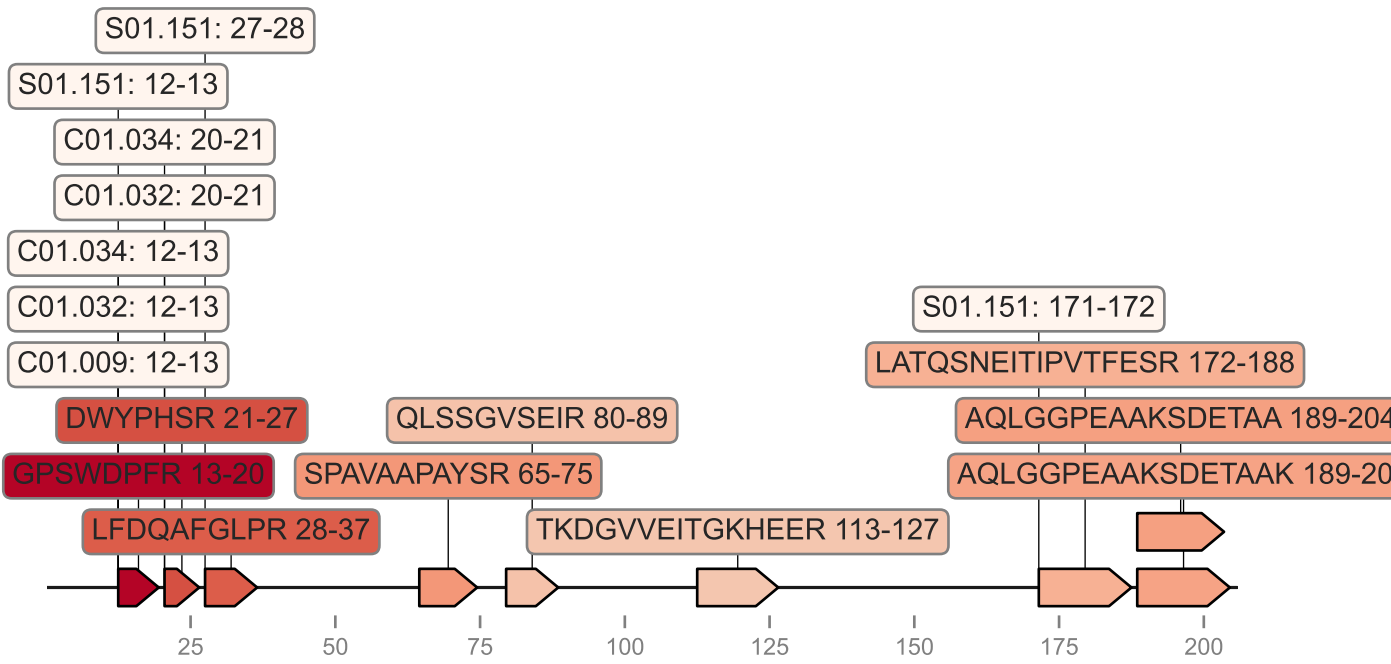 S01.151: 27-28
S01.151: 12-13
C01.034: 20-21
C01.032: 20-21
C01.034: 12-13
C01.032: 12-13
S01.151: 171-172
C01.009: 12-13
LATQSNEITIPVTFESR 172-188
DWYPHSR 21-27
QLSSGVSEIR 80-89
AQLGGPEAAKSDETAA 189-204
GPSWDPFR 13-20
SPAVAAPAYSR 65-75
AQLGGPEAAKSDETAAK 189-20
LFDQAFGLPR 28-37
TKDGVVEITGKHEER 113-127
25 50 75 100 125 150 175 200